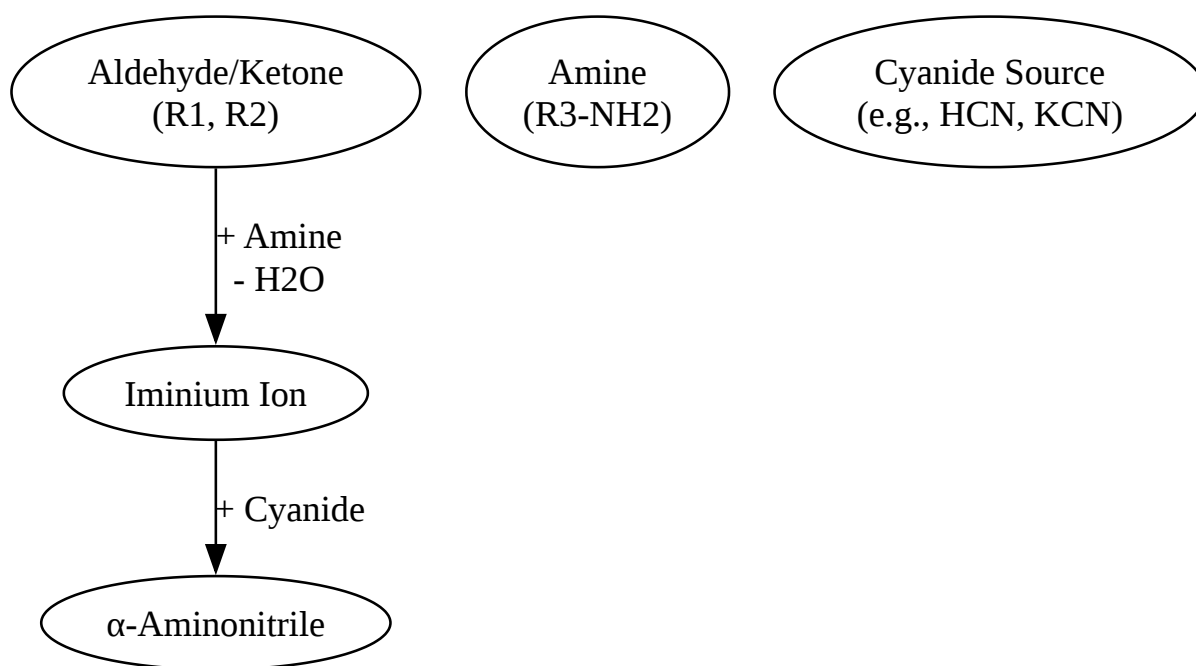 Aldehyde/Ketone
(R1, R2)
Amine
(R3-NH2)
Cyanide Source
(e.g., HCN, KCN)
+ Amine
- H2O
Iminium Ion
+ Cyanide
α-Aminonitrile